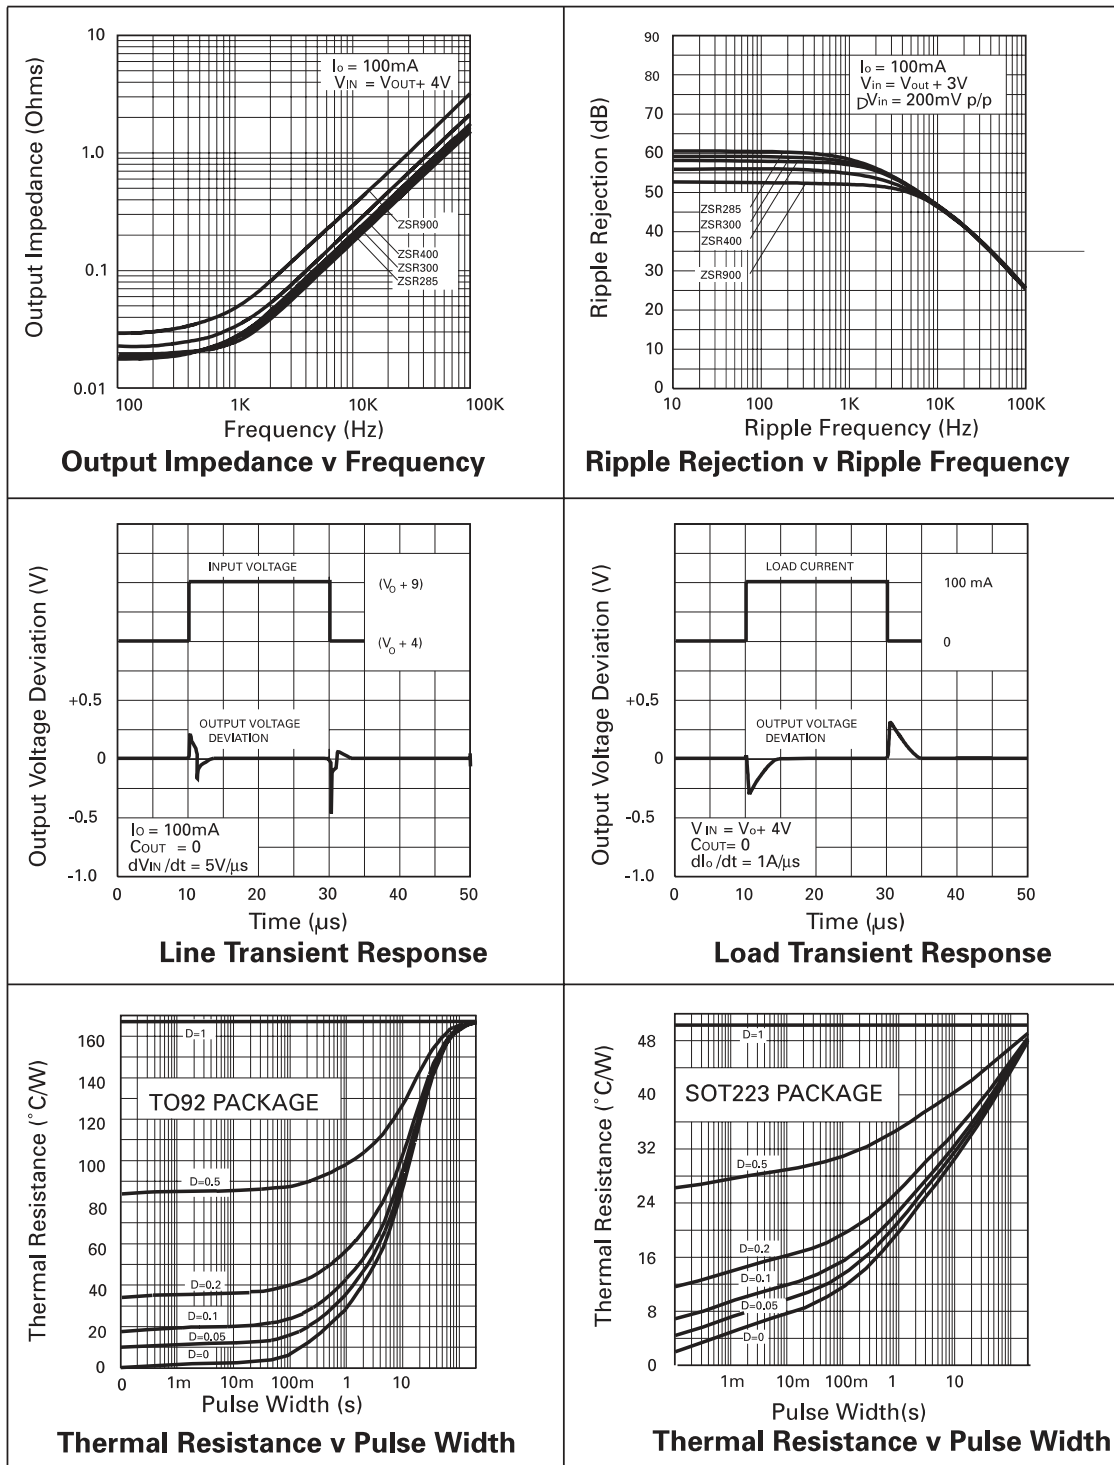 10
1.0
0.1
0.01
Output Impedance (Ohms)
Io = 100mA
VIN = VOUT+ 4V
ZSR900
ZSR400
ZSR300
ZSR285
100 1K 10K 100K
Frequency (Hz)
Output Impedance v Frequency
90
80
70
60
50
40
30
20
10
0
Ripple Rejection (dB)
Io = 100mA
Vin = Vout + 3V
DVin = 200mV p/p
ZSR285
ZSR300
ZSR400
ZSR900
10 100 1K 10K 100K
Ripple Frequency (Hz)
Ripple Rejection v Ripple Frequency
Output Voltage Deviation (V)
INPUT VOLTAGE
(VO + 9)
(VO + 4)
+0.5
0
-0.5
-1.0
OUTPUT VOLTAGE
DEVIATION
IO = 100mA
COUT = 0
dVIN /dt = 5V/µs
0 10 20 30 40 50
Time (µs)
Line Transient Response
Output Voltage Deviation (V)
LOAD CURRENT
100 mA
0
+0.5
0
-0.5
-1.0
OUTPUT VOLTAGE
DEVIATION
VIN = Vo+ 4V
COUT= 0
dIo /dt = 1A/µs
0 10 20 30 40 50
Time (µs)
Load Transient Response
160
140
120
100
80
60
40
20
0
Thermal Resistance (°C/W)
D=1
TO92 PACKAGE
D=0.5
D=0.2
D=0.1
D=0.05
D=0
0 1m 10m 100m 1 10
Pulse Width (s)
Thermal Resistance v Pulse Width
48
40
32
24
16
8
0
Thermal Resistance (°C/W)
D=1
SOT223 PACKAGE
D=0.5
D=0.2
D=0.1
D=0.05
D=0
1m 10m 100m 1 10
Pulse Width(s)
Thermal Resistance v Pulse Width